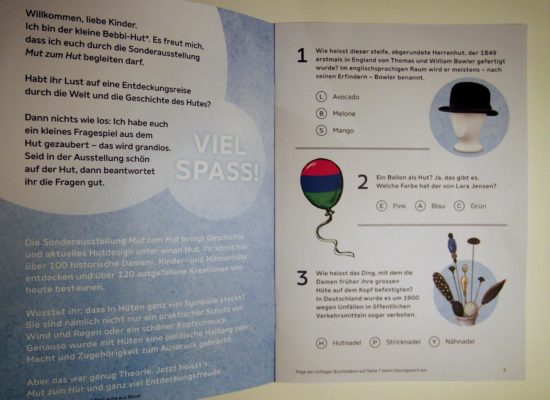 Willkommen, liebe Kinder.
Ich bin der kleine Bebbi-Hut*. Es freut mich,
dass ich euch durch die Sonderausstellung
Mut zum Hut begleiten darf.
Habt ihr Lust auf eine Entdeckungsreise
durch die Welt und die Geschichte des Hutes?
Dann nichts wie los: Ich habe euch
ein kleines Fragespiel aus dem
Hut gezaubert – das wird grandios.
Seid in der Ausstellung schön
auf der Hut, dann beantwortet
ihr die Fragen gut.
VIEL
SPASS!
Die Sonderausstellung Mut zum Hut bringt Geschichte
und aktuelles Hutdesign unter einen Hut. Ihr könnt hier
über 100 historische Damen-, Kinder- und Männerhüte
entdecken und über 120 ausgefallene Kreationen von
heute bestaunen.
Wusstet ihr, dass in Hüten ganz viel Symbolik steckt?
Sie sind nämlich nicht nur ein praktischer Schutz vor
Wind und Regen oder ein schöner Kopfschmuck.
Genauso wurde mit Hüten eine politische Haltung oder
Macht und Zugehörigkeit zum Ausdruck gebracht.
Aber das war genug Theorie. Jetzt heisst's:
Mut zum Hut und ganz viel Entdeckungsfreude.
aus Basel
1
Wie heisst dieser steife, abgerundete Herrenhut, der 1849
erstmals in England von Thomas und William Bowler gefertigt
wurde? Im englischsprachigen Raum wird er meistens – nach
seinen Erfindern – Bowler benannt.
L Avocado
B Melone
S Mango
2
Ein Ballon als Hut? Ja, das gibt es.
Welche Farbe hat der von Lara Jensen?
E Pink A Blau C Grün
3
Wie heisst das Ding, mit dem die
Damen früher ihre grossen
Hüte auf dem Kopf befestigten?
In Deutschland wurde es um 1900
wegen Unfällen in öffentlichen
Verkehrsmitteln sogar verboten.
H Hutnadel P Stricknadel Y Nähnadel
Füge die richtigen Buchstaben auf Seite 7 beim Lösungswort ein.